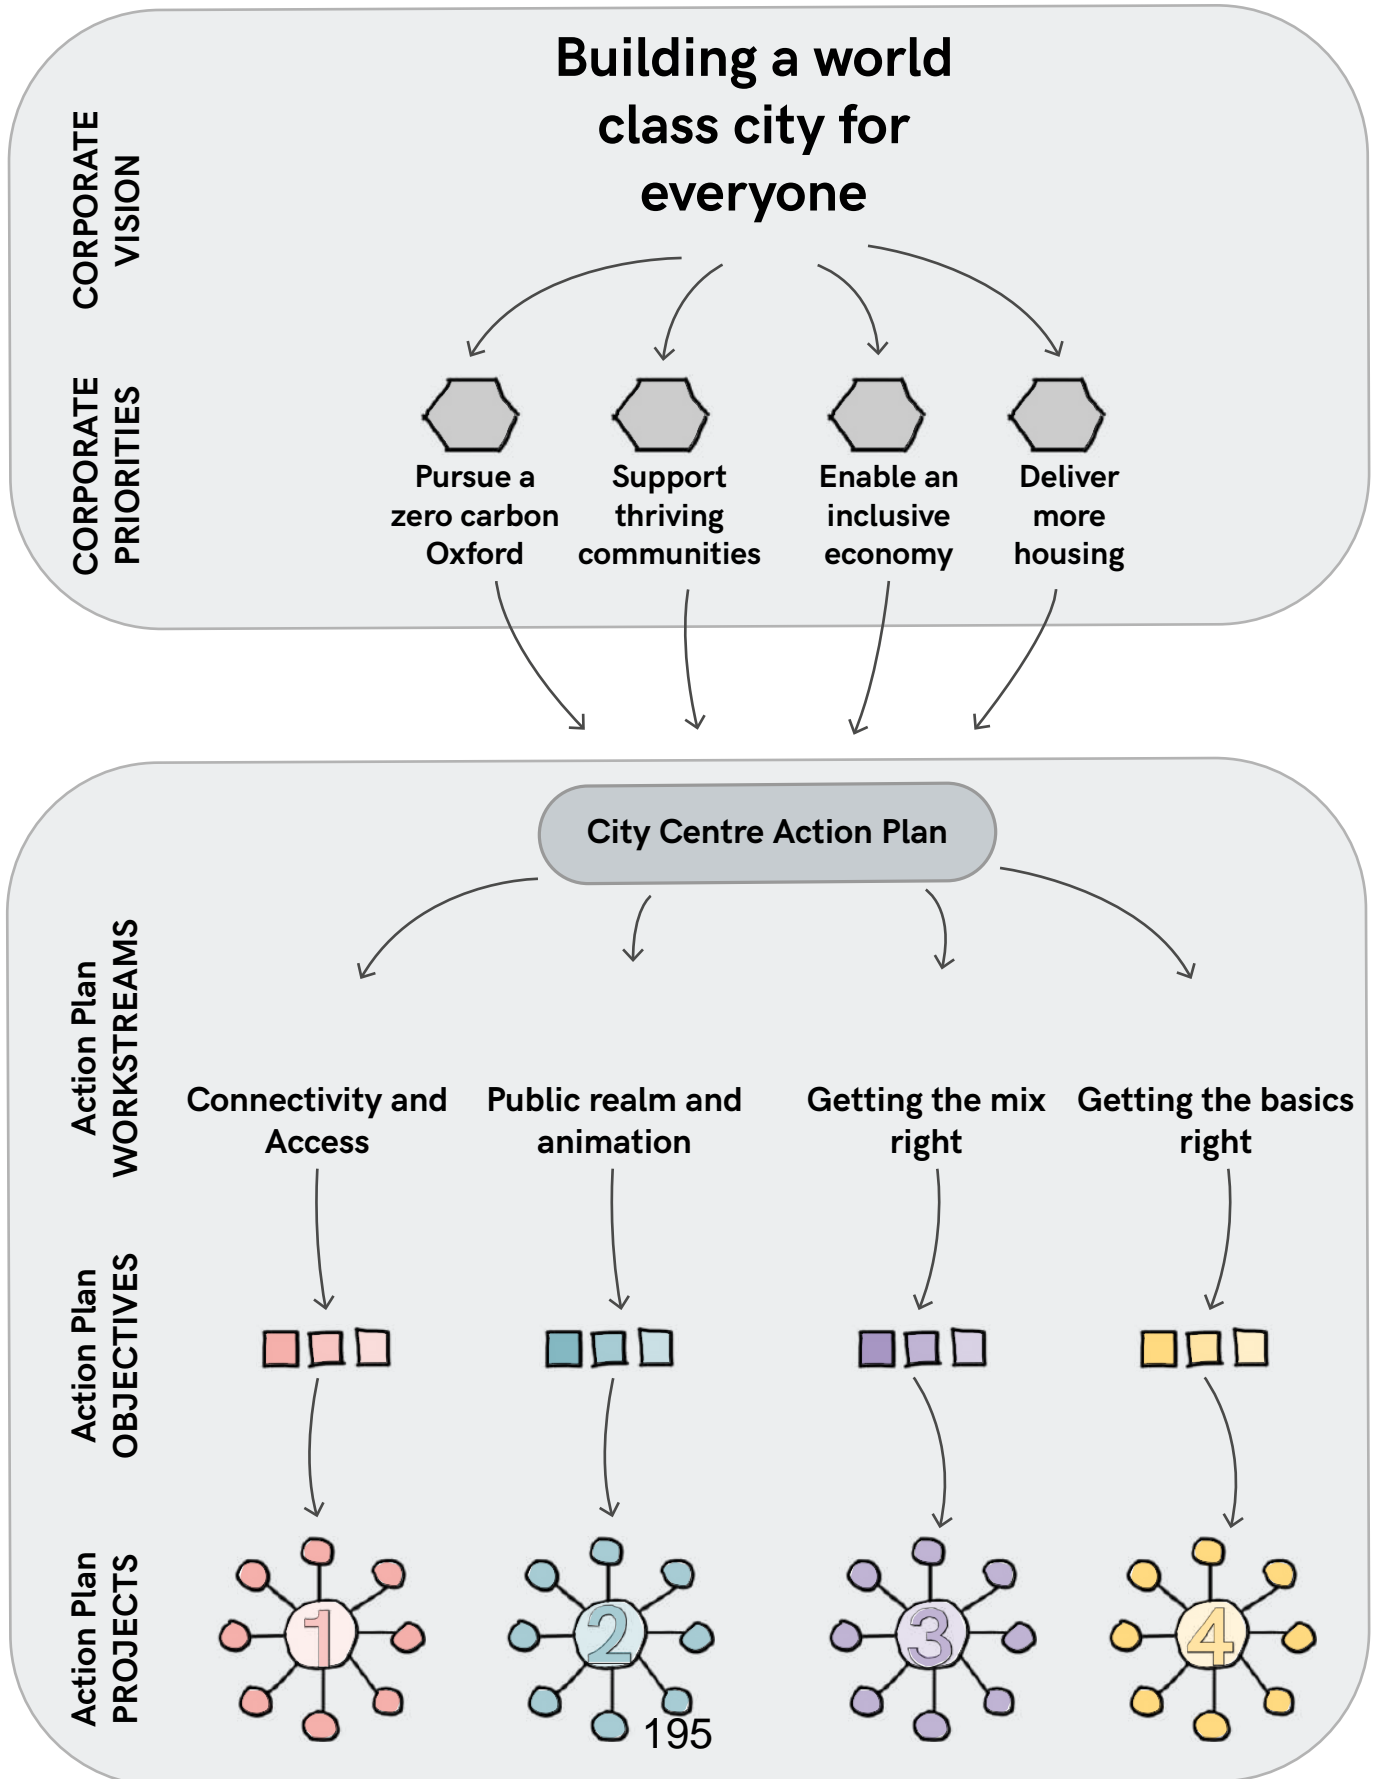 Building a world
class city for
everyone
CORPORATE
VISION
CORPORATE
PRIORITIES
Pursue a
zero carbon
Oxford
Support
thriving
communities
Enable an
inclusive
economy
Deliver
more
housing
City Centre Action Plan
Action Plan
WORKSTREAMS
Connectivity and
Access
Public realm and
animation
Getting the mix
right
Getting the basics
right
Action Plan
OBJECTIVES
Action Plan
PROJECTS
1
2
3
4
195